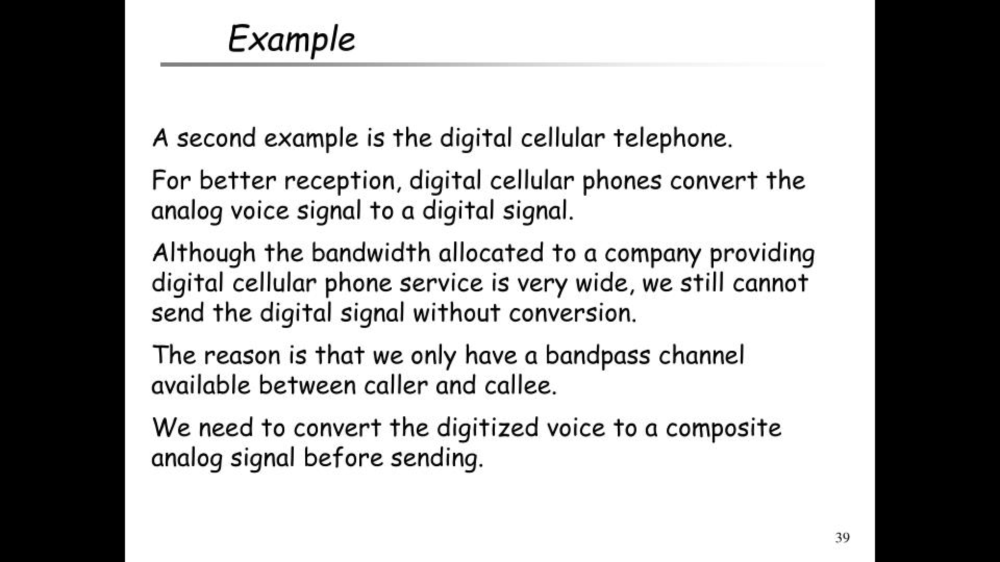 Example
A second example is the digital cellular telephone.
For better reception, digital cellular phones convert the
analog voice signal to a digital signal.
Although the bandwidth allocated to a company providing
digital cellular phone service is very wide, we still cannot
send the digital signal without conversion.
The reason is that we only have a bandpass channel
available between caller and callee.
We need to convert the digitized voice to a composite
analog signal before sending.
39